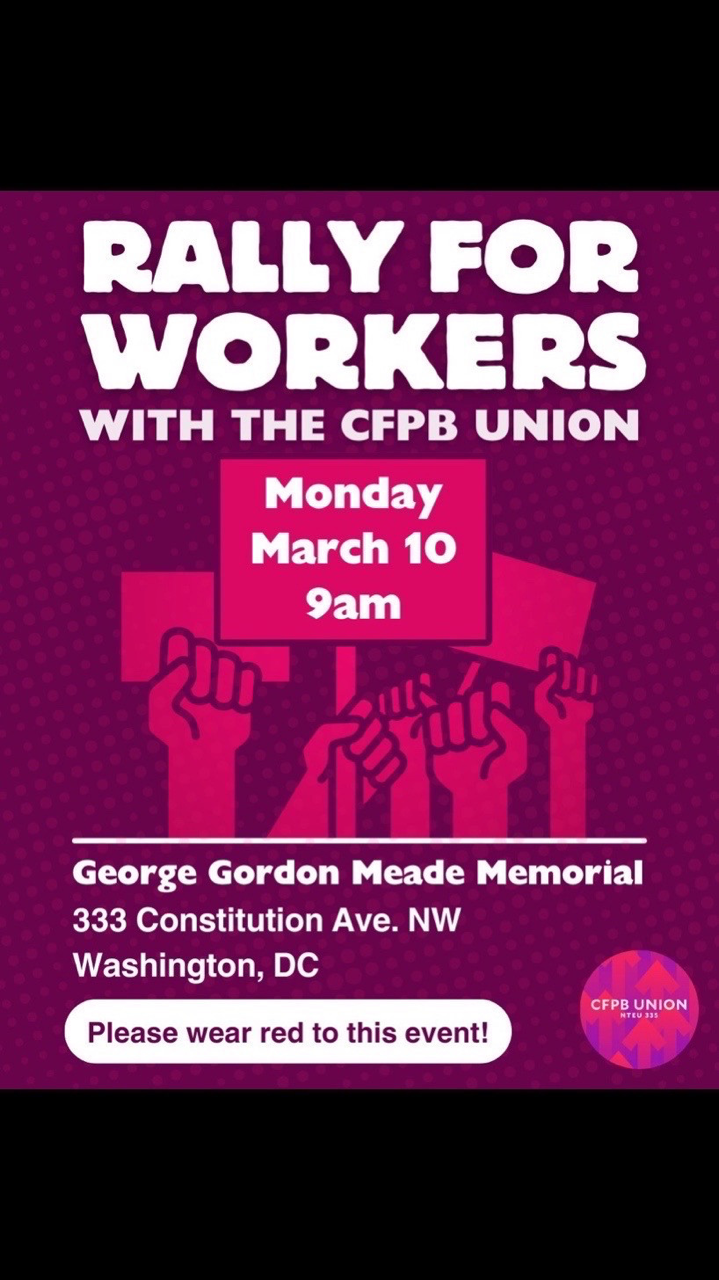 RALLY FOR
WORKERS
WITH THE CFPB UNION
Monday
March 10
9am
George Gordon Meade Memorial
333 Constitution Ave. NW
Washington, DC
Please wear red to this event!
CFPB UNION
NTEU 335